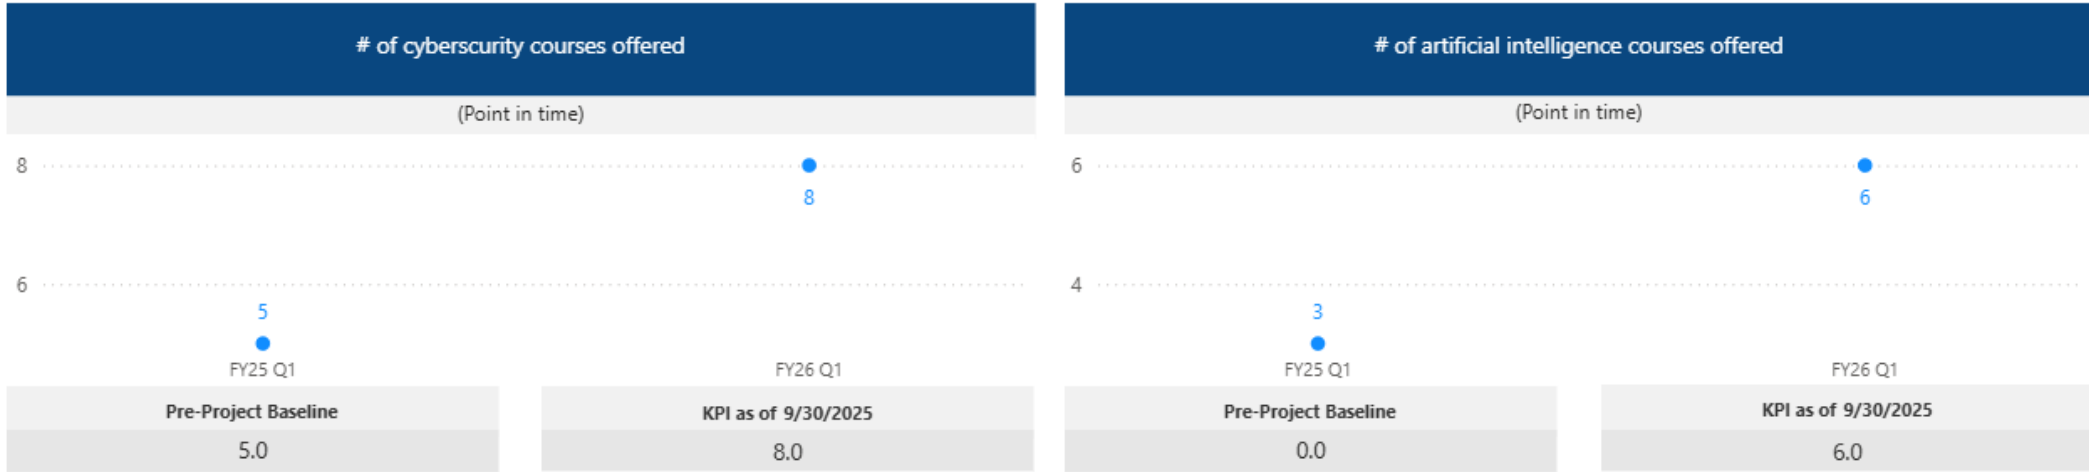 # of cyberscurity courses offered
(Point in time)
8
8
6
5
FY25 Q1
FY26 Q1
Pre-Project Baseline
KPI as of 9/30/2025
5.0
8.0
# of artificial intelligence courses offered
(Point in time)
6
6
4
3
FY25 Q1
FY26 Q1
Pre-Project Baseline
KPI as of 9/30/2025
0.0
6.0